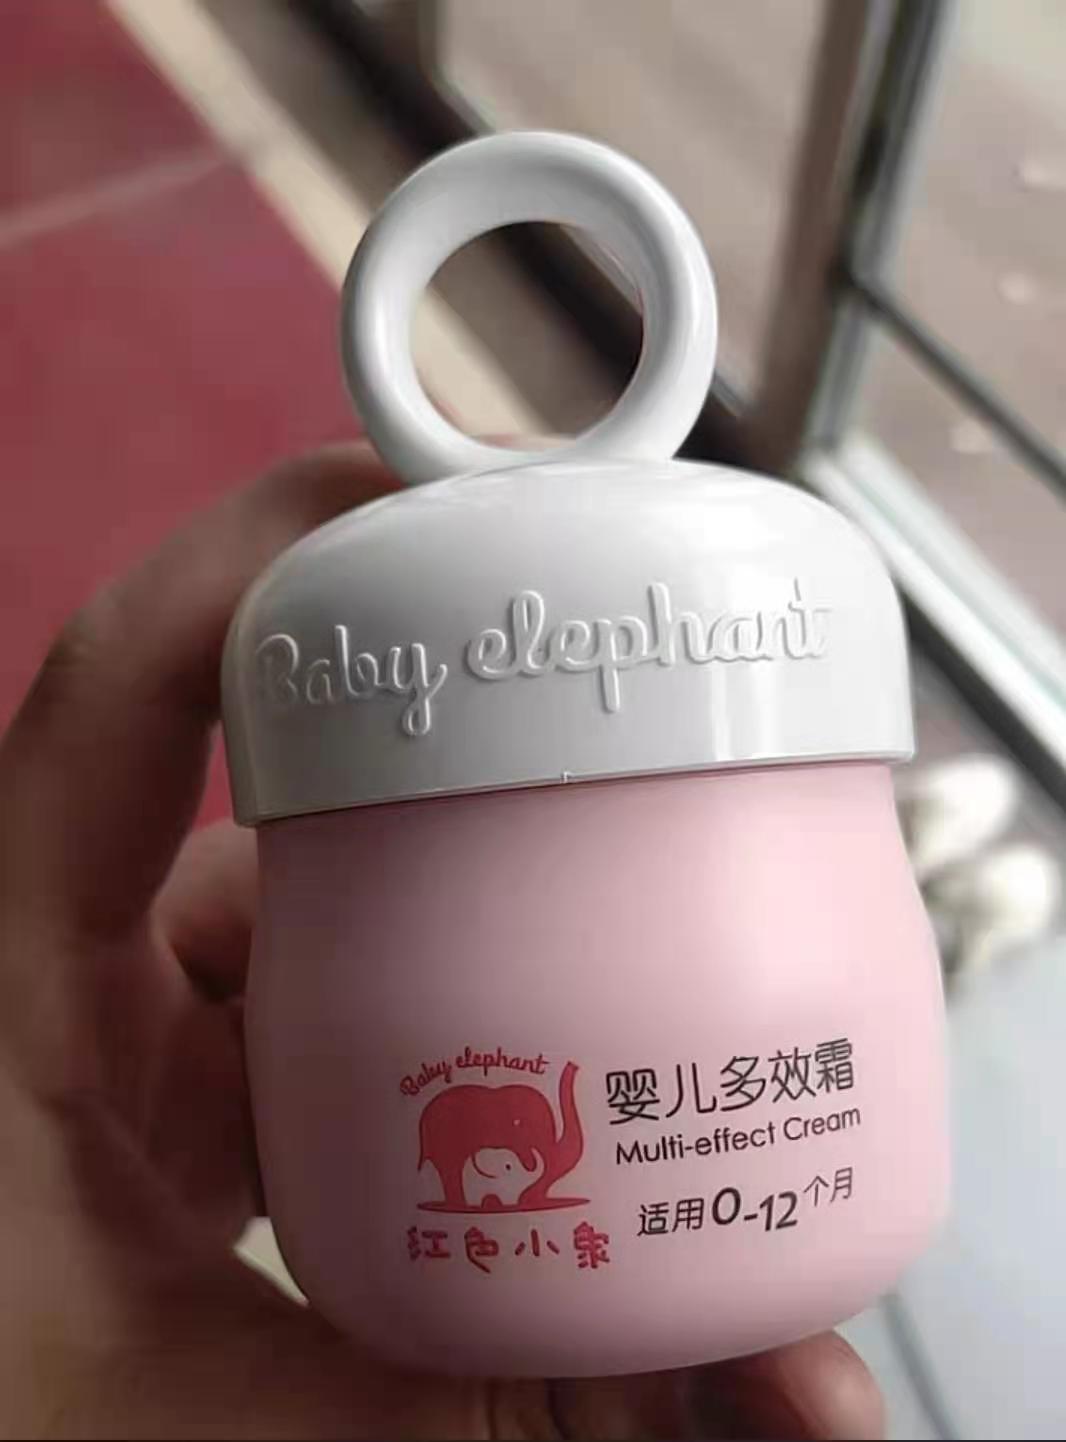 Baby elephant
Baby elephant
红色小象
婴儿多效霜
Multi-effect Cream
适用0-12个月